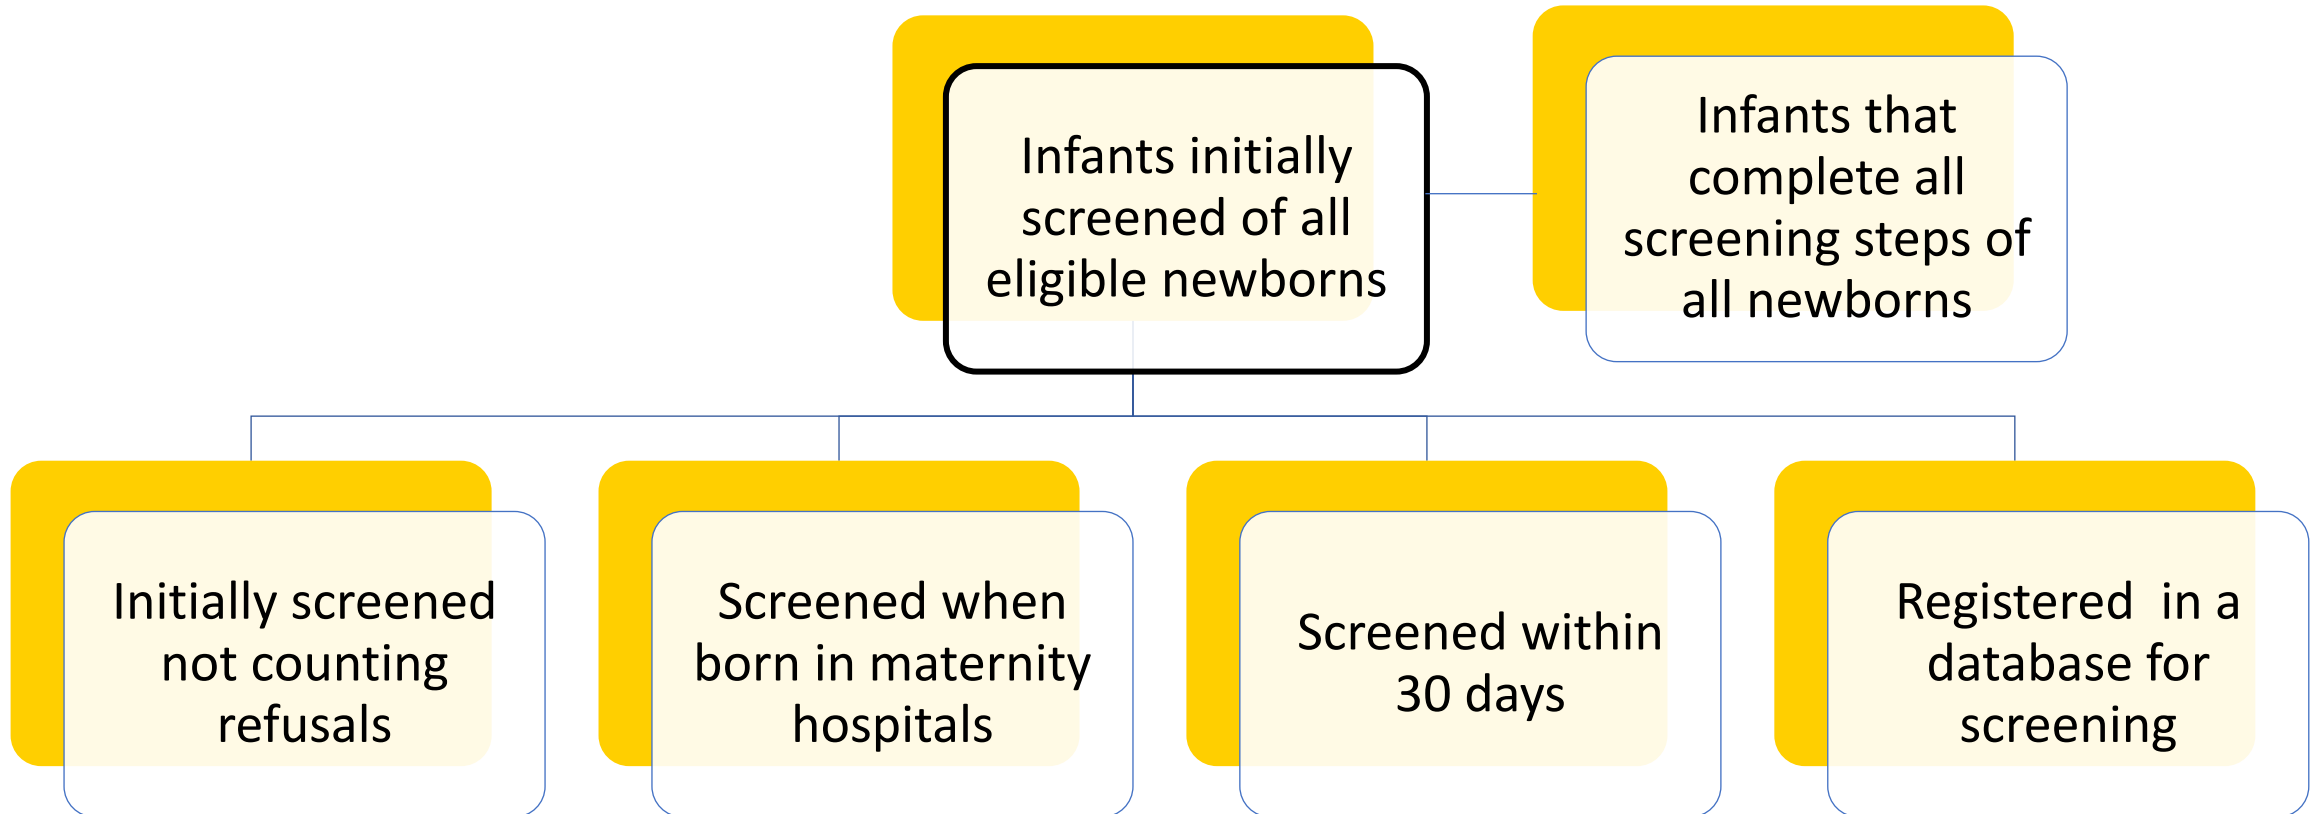 Infants initially
screened of all
eligible newborns
Infants that
complete all
screening steps of
all newborns
Initially screened
not counting
refusals
Screened when
born in maternity
hospitals
Screened within
30 days
Registered  in a
database for
screening